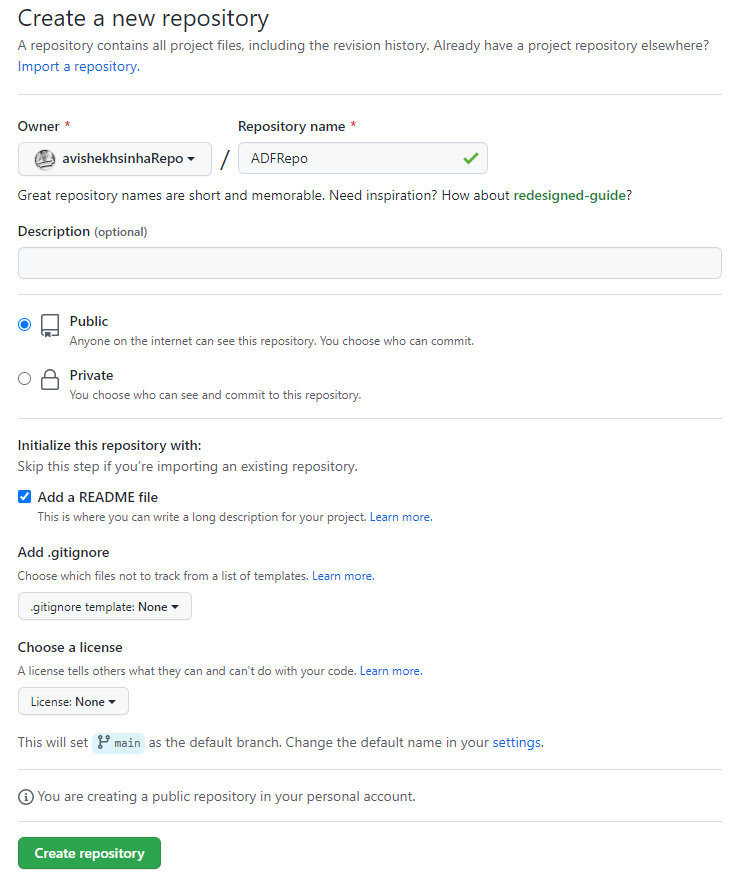 Create a new repository
A repository contains all project files, including the revision history. Already have a project repository elsewhere?
Import a repository.
Owner * Repository name *
avishekhsinhaRepo / ADFRepo
Great repository names are short and memorable. Need inspiration? How about redesigned-guide?
Description (optional)
Public
Anyone on the internet can see this repository. You choose who can commit.
Private
You choose who can see and commit to this repository.
Initialize this repository with:
Skip this step if you're importing an existing repository.
Add a README file
This is where you can write a long description for your project. Learn more.
Add .gitignore
Choose which files not to track from a list of templates. Learn more.
.gitignore template: None
Choose a license
A license tells others what they can and can't do with your code. Learn more.
License: None
This will set main as the default branch. Change the default name in your settings.
You are creating a public repository in your personal account.
Create repository